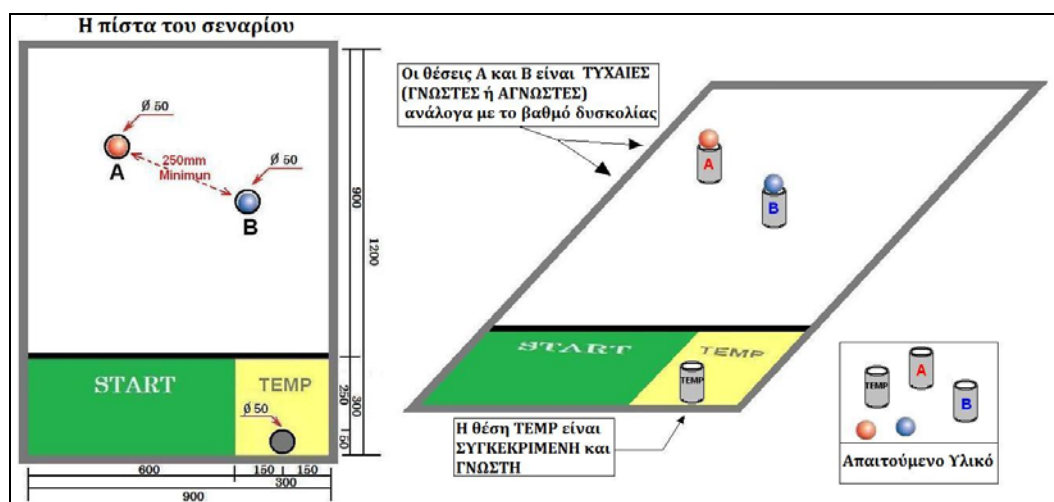 Η πίστα του σεναρίου
Ø 50
250mm
Minimun
Ø 50
A
B
900
1200
START
TEMP
Ø 50
250
300
50
600
150
150
300
900
Οι θέσεις Α και Β είναι ΤΥΧΑΙΕΣ
(ΓΝΩΣΤΕΣ ή ΑΓΝΩΣΤΕΣ)
ανάλογα με το βαθμό δυσκολίας
A
B
START
TEMP
TEMP
Η θέση TEMP είναι
ΣΥΓΚΕΚΡΙΜΕΝΗ και
ΓΝΩΣΤΗ
TEMP
A
B
Απαιτούμενο Υλικό